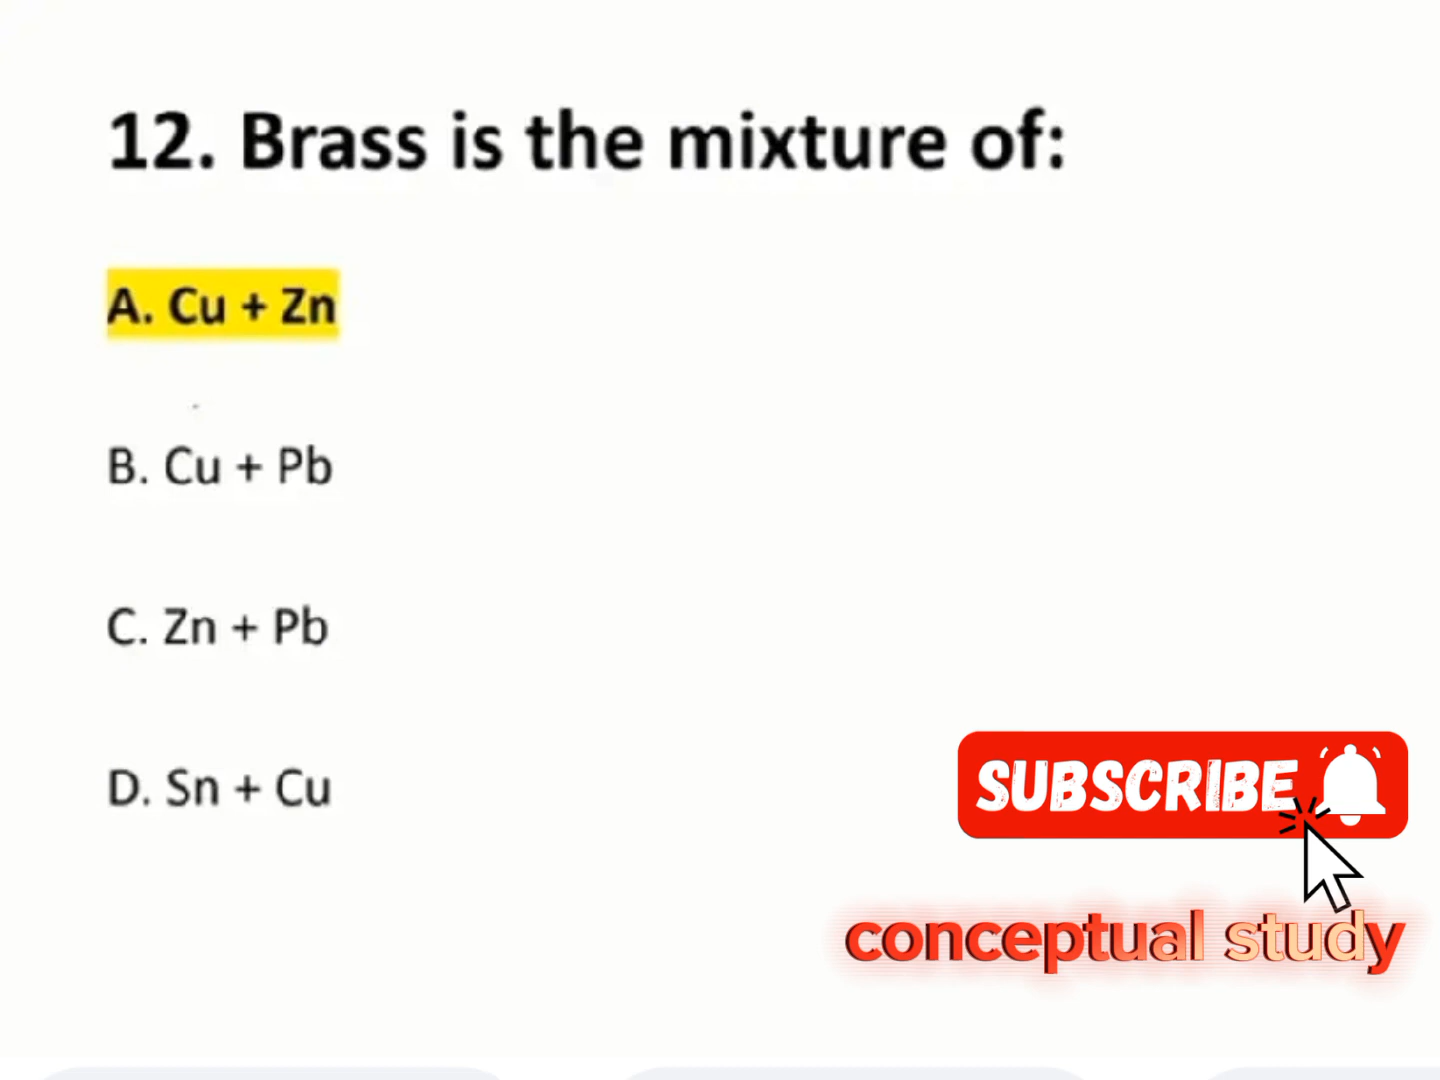 12. Brass is the mixture of:
A. Cu + Zn
B. Cu + Pb
C. Zn + Pb
D. Sn + Cu
SUBSCRIBE
conceptual study